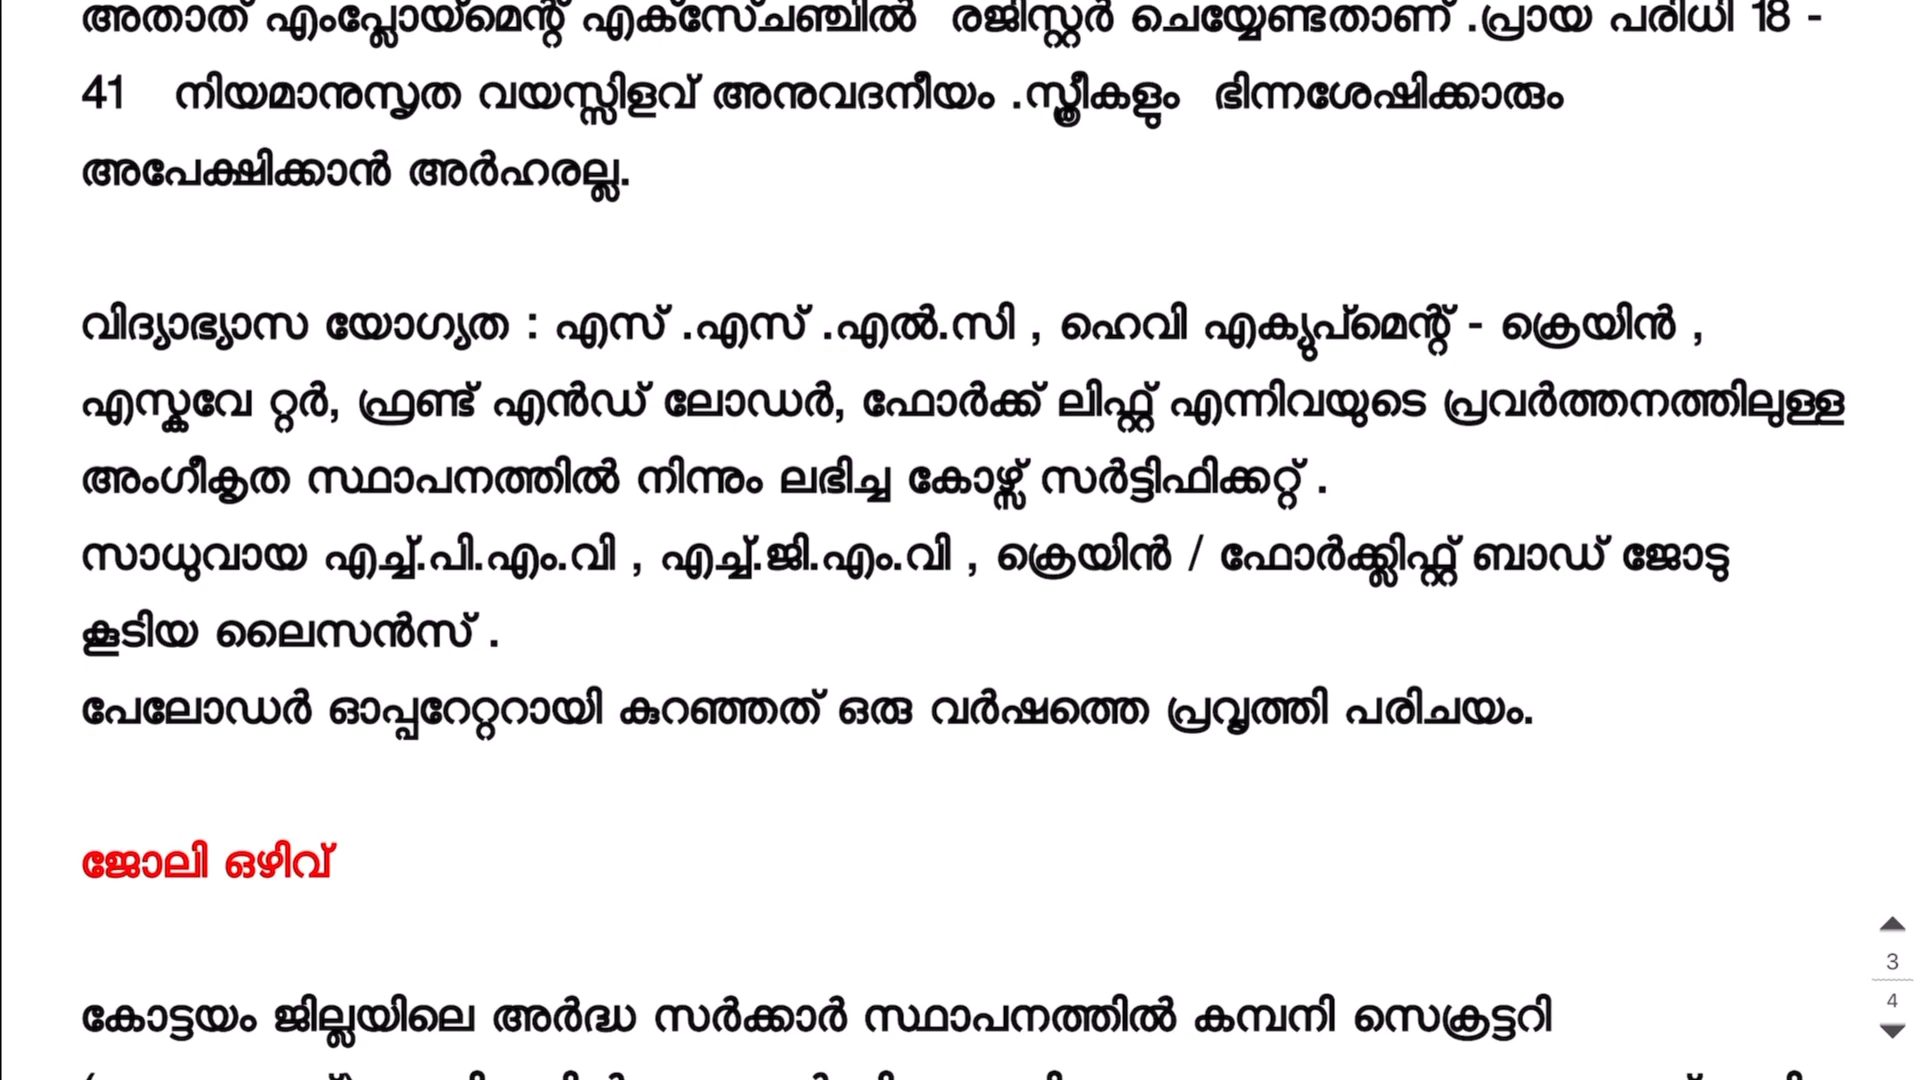 അതാത് എംപ്ലോയ്മെന്റ് എക്സേ്ചഞ്ചിൽ രജിസ്റ്റർ ചെയ്യേണ്ടതാണ് .പ്രായ പരിധി 18 -
41 നിയമാനുസൃത വയസ്സിളവ് അനുവദനീയം .സ്ത്രീകളും ഭിന്നശേഷിക്കാരും
അപേക്ഷിക്കാൻ അർഹരല്ല.
വിദ്യാഭ്യാസ യോഗ്യത : എസ് .എസ് .എൽ.സി , ഹെവി എക്യുപ്മെന്റ് - ക്രെയിൻ ,
എസ്കവേ റ്റർ, ഫ്രണ്ട് എൻഡ് ലോഡർ, ഫോർക്ക് ലിഫ്റ്റ് എന്നിവയുടെ പ്രവർത്തനത്തിലുള്ള
അംഗീകൃത സ്ഥാപനത്തിൽ നിന്നും ലഭിച്ച കോഴ്സ് സർട്ടിഫിക്കറ്റ് .
സാധുവായ എച്ച്.പി.എം.വി , എച്ച്.ജി.എം.വി , ക്രെയിൻ / ഫോർക്ക്ലിഫ്റ്റ് ബാഡ് ജോടു
കൂടിയ ലൈസൻസ് .
പേലോഡർ ഓപ്പറേറ്ററായി കുറഞ്ഞത് ഒരു വർഷത്തെ പ്രവൃത്തി പരിചയം.
ജോലി ഒഴിവ്
കോട്ടയം ജില്ലയിലെ അർദ്ധ സർക്കാർ സ്ഥാപനത്തിൽ കമ്പനി സെക്രട്ടറി
3
4